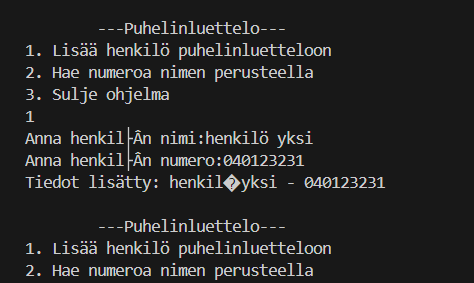 ---Puhelinluettelo---
1. Lisää henkilö puhelinluetteloon
2. Hae numeroa nimen perusteella
3. Sulje ohjelma
1
Anna henkil├Ân nimi:henkilö yksi
Anna henkil├Ân numero:040123231
Tiedot lisätty: henkil�yksi - 040123231
---Puhelinluettelo---
1. Lisää henkilö puhelinluetteloon
2. Hae numeroa nimen perusteella